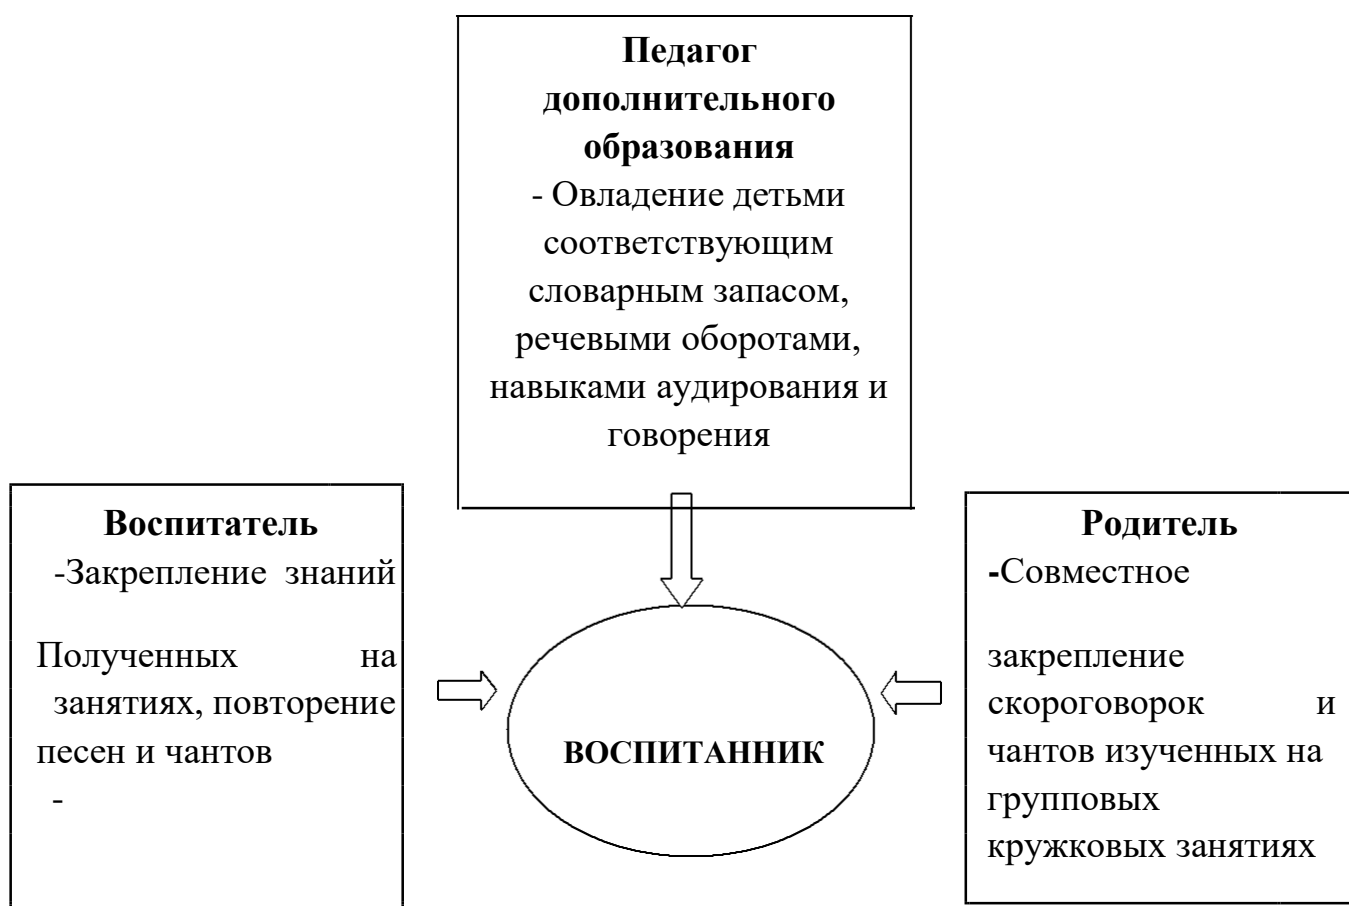 Педагог
дополнительного
образования
- Овладение детьми
соответствующим
словарным запасом,
речевыми оборотами,
навыками аудирования и
говорения
Воспитатель
-Закрепление знаний
Полученных на
занятиях, повторение
песен и чантов
-
ВОСПИТАННИК
Родитель
-Совместное
закрепление
скороговорок и
чантов изученных на
групповых
кружковых занятиях